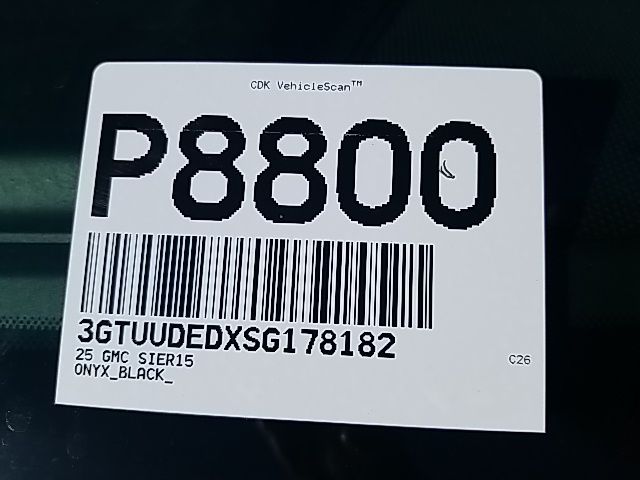 CDK VehicleScan™
P8800
3GTUUDEDXSG178182
25 GMC SIER15
C26
ONYX_BLACK_